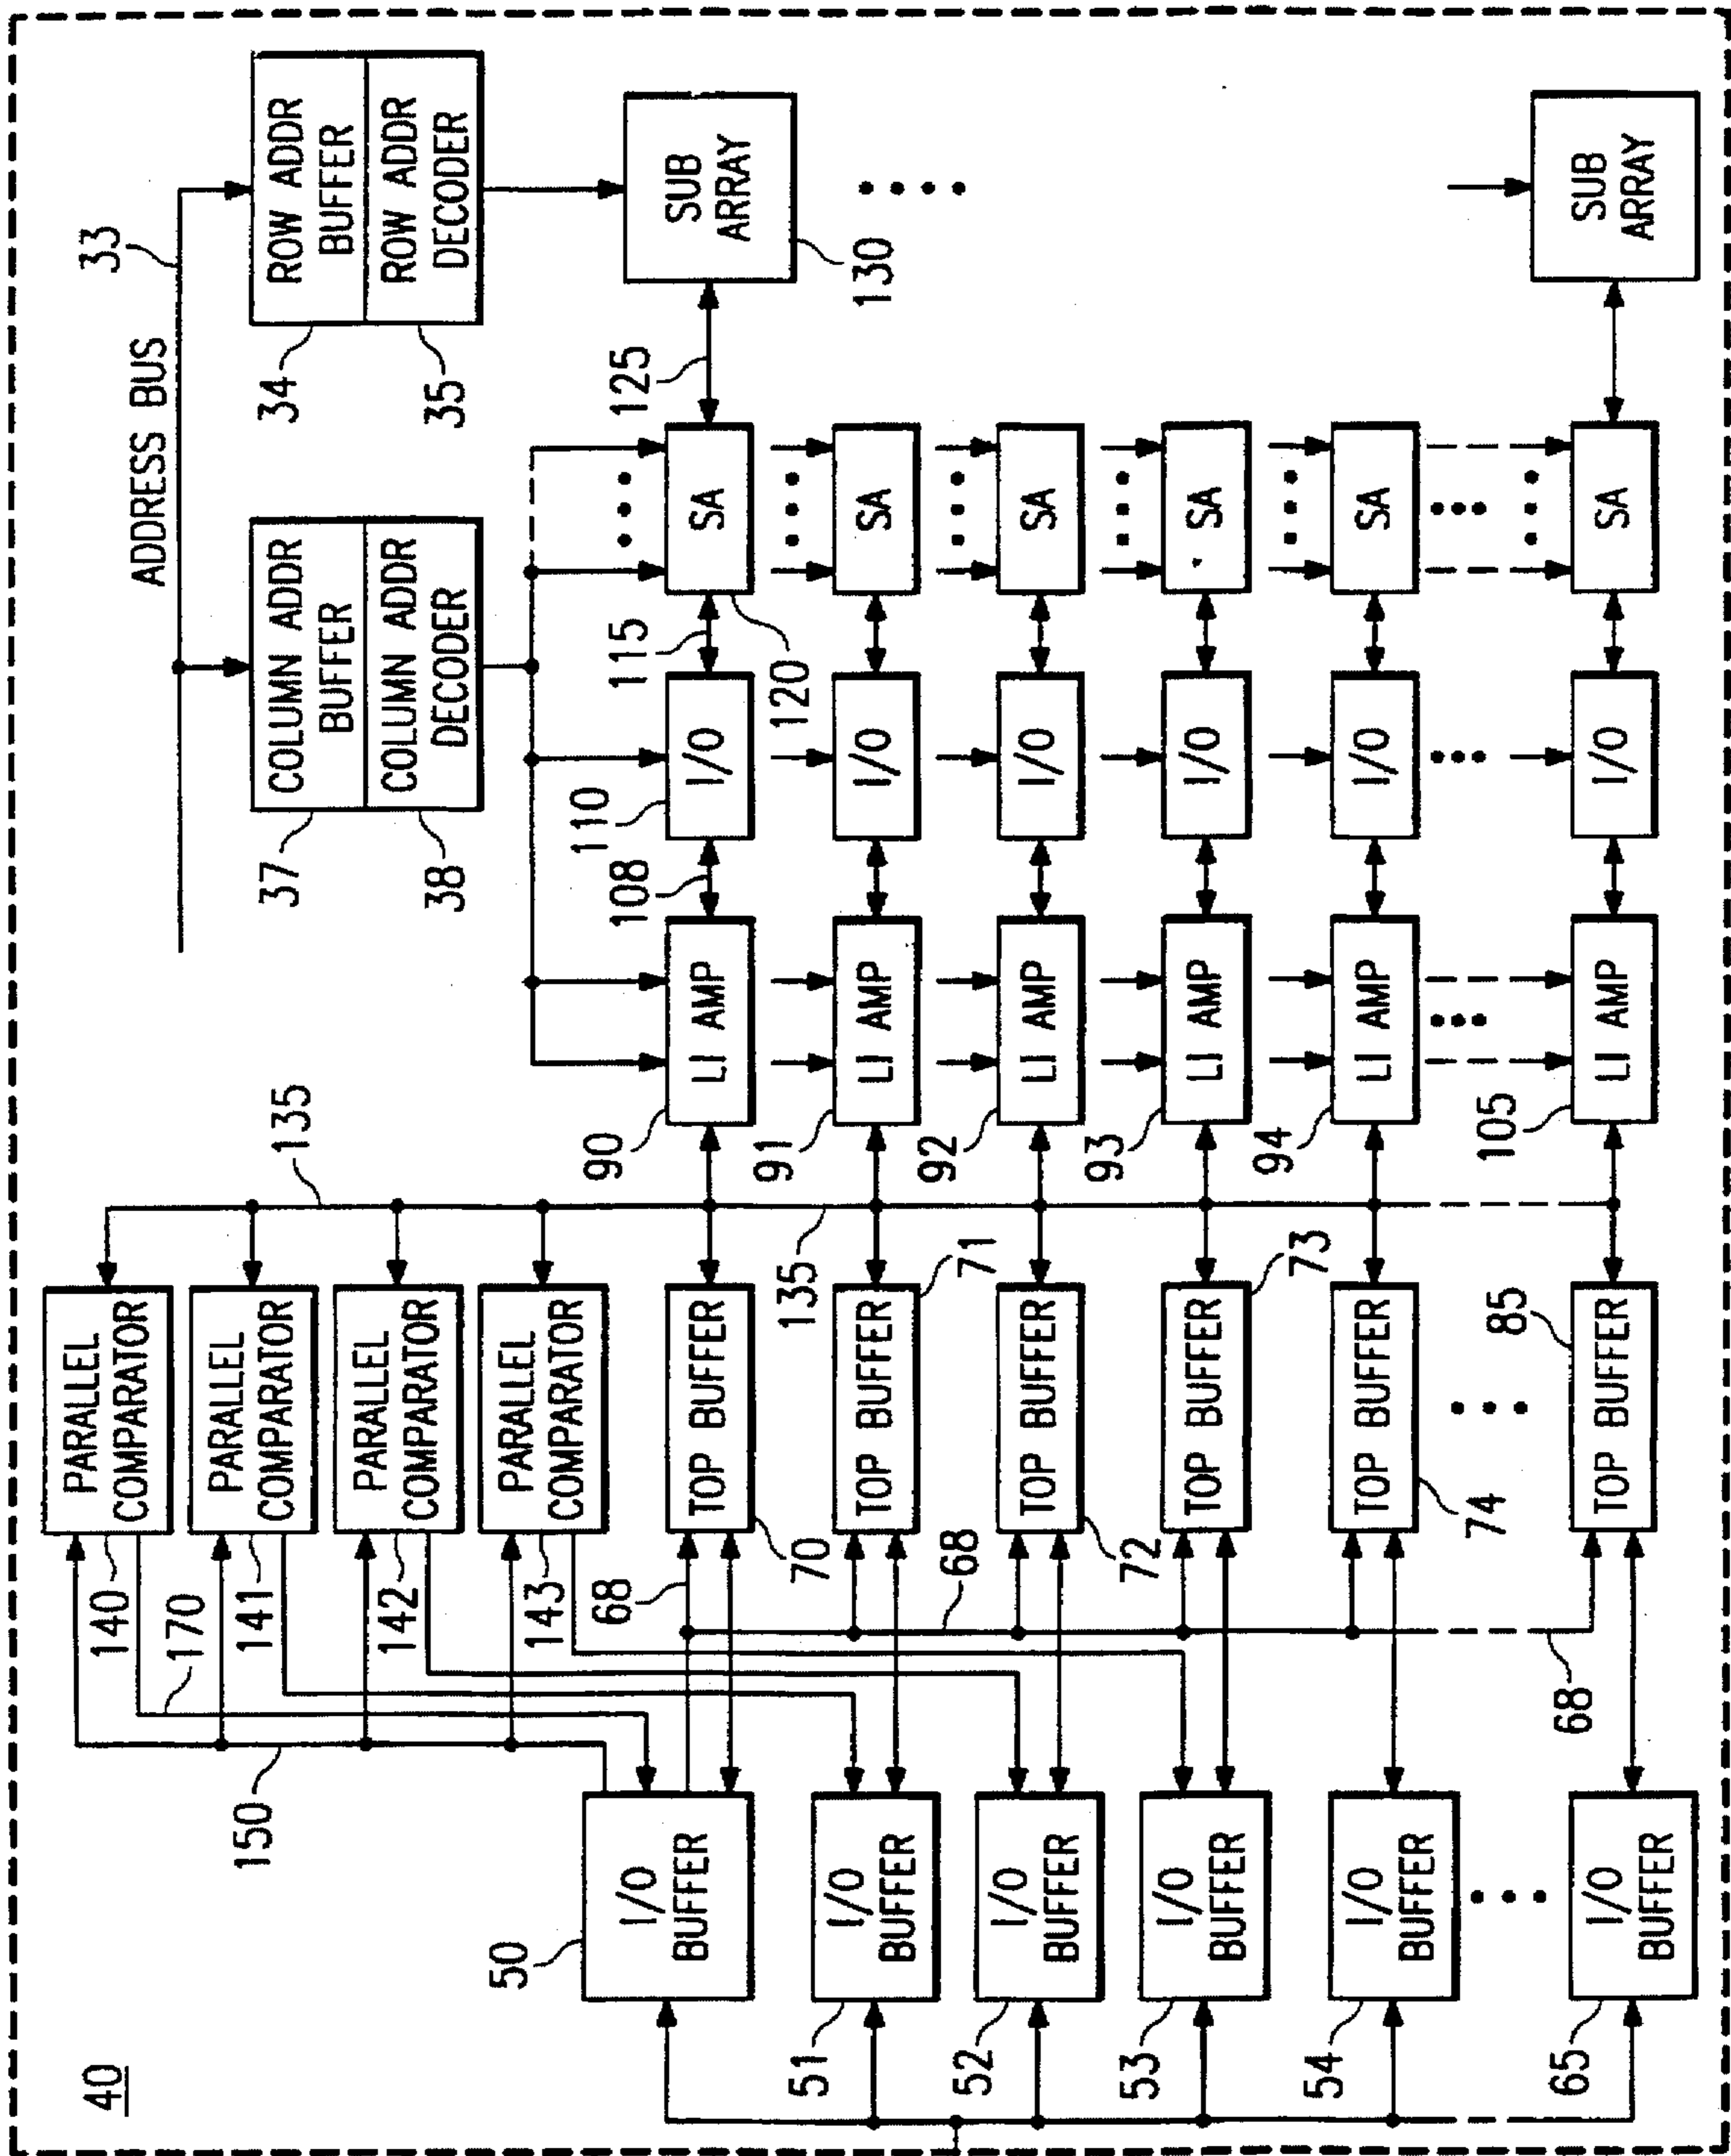 40
ADDRESS BUS
33
COLUMN ADDR
BUFFER
COLUMN ADDR
DECODER
37
38
ROW ADDR
BUFFER
ROW ADDR
DECODER
34
35
PARALLEL
COMPARATOR
140
170
PARALLEL
COMPARATOR
141
PARALLEL
COMPARATOR
142
PARALLEL
COMPARATOR
143
150
135
135
68
68
68
50
I/O
BUFFER
TOP BUFFER
70
90
LI AMP
108
110
I/O
115
120
SA
125
SUB
ARRAY
130
51
I/O
BUFFER
TOP BUFFER
71
91
LI AMP
I/O
SA
52
I/O
BUFFER
TOP BUFFER
72
92
LI AMP
I/O
SA
53
I/O
BUFFER
TOP BUFFER
73
93
LI AMP
I/O
SA
54
I/O
BUFFER
TOP BUFFER
74
94
LI AMP
I/O
SA
65
I/O
BUFFER
TOP BUFFER
85
105
LI AMP
I/O
SA
SUB
ARRAY